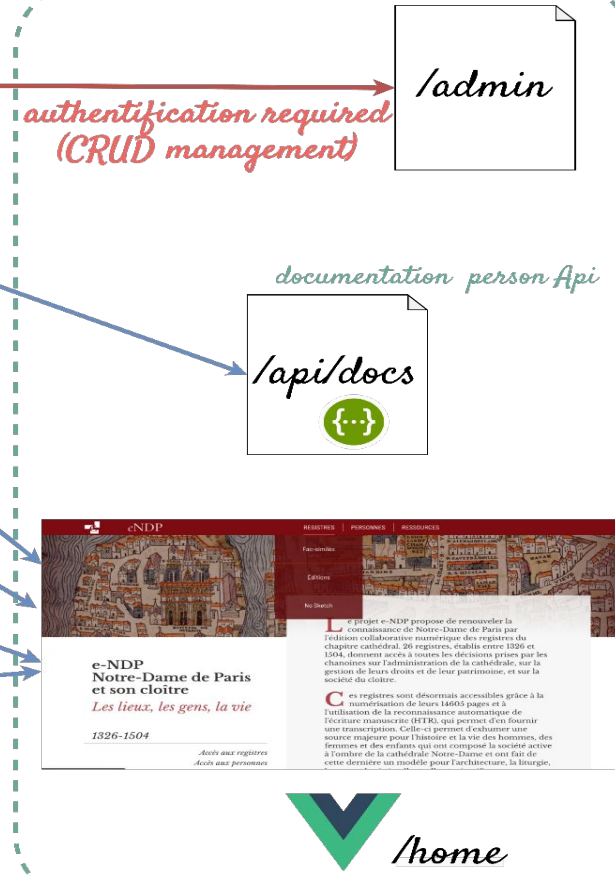 /admin
authentification required
(CRUD management)
documentation person Api
/api/docs
{···}
eNDP
REGISTRES | PERSONNES | RESSOURCES
Fac-similés
Editions
No Sketch
e-NDP
Notre-Dame de Paris
et son cloître
Les lieux, les gens, la vie
1326-1504
Accès aux registres
Accès aux personnes
Le projet e-NDP propose de renouveler la
connaissance de Notre-Dame de Paris par
l'édition collaborative numérique des registres du
chapitre cathédral. 26 registres, établis entre 1326 et
1504, donnent accès à toutes les décisions prises par les
chanoines sur l'administration de la cathédrale, sur la
gestion de leurs droits et de leur patrimoine, et sur la
société du cloître.
Ces registres sont désormais accessibles grâce à la
numérisation de leurs 14605 pages et à
l'utilisation de la reconnaissance automatique de
l'écriture manuscrite (HTR), qui permet d'en fournir
une transcription. Celle-ci permet d'exhumer une
source majeure pour l'histoire et la vie des hommes, des
femmes et des enfants qui ont composé la société active
à l'ombre de la cathédrale Notre-Dame et ont fait de
cette dernière un modèle pour l'architecture, la liturgie,
/home